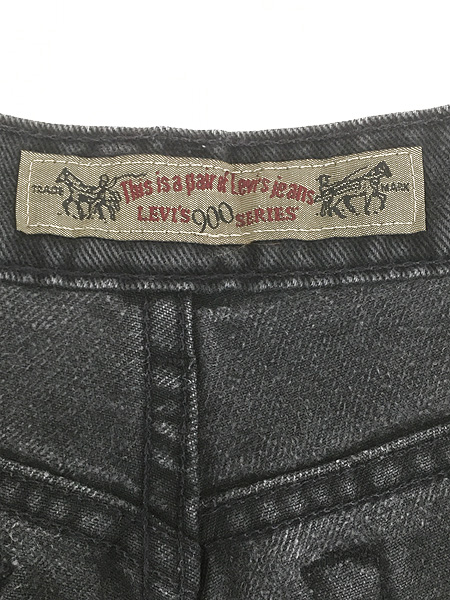 This is a pair of Levi's jeans
TRADE MARK
LEVI'S 900 SERIES